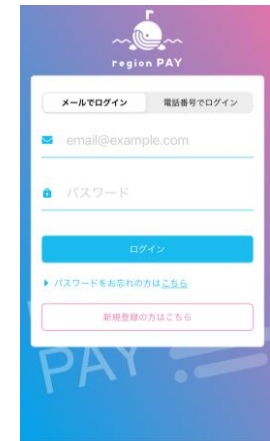 region PAY
メールでログイン
電話番号でログイン
email@example.com
パスワード
ログイン
パスワードをお忘れの方はこちら
新規登録の方はこちら
PAY